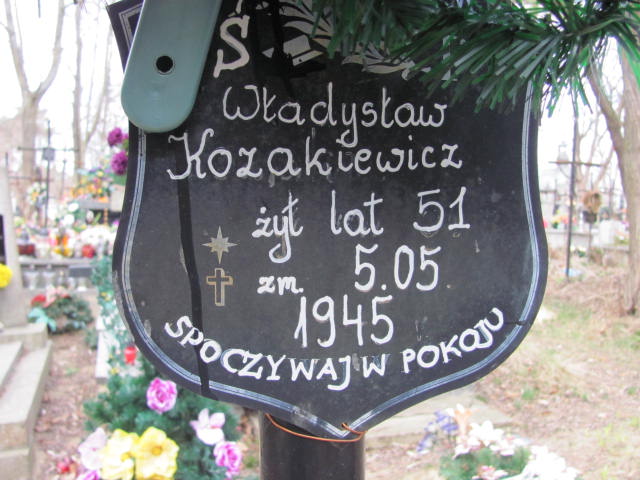 Ś
Władysław
Kozakiewicz
żył lat 51
zm. 5.05.
1945
SPOCZYWAJ W POKOJU